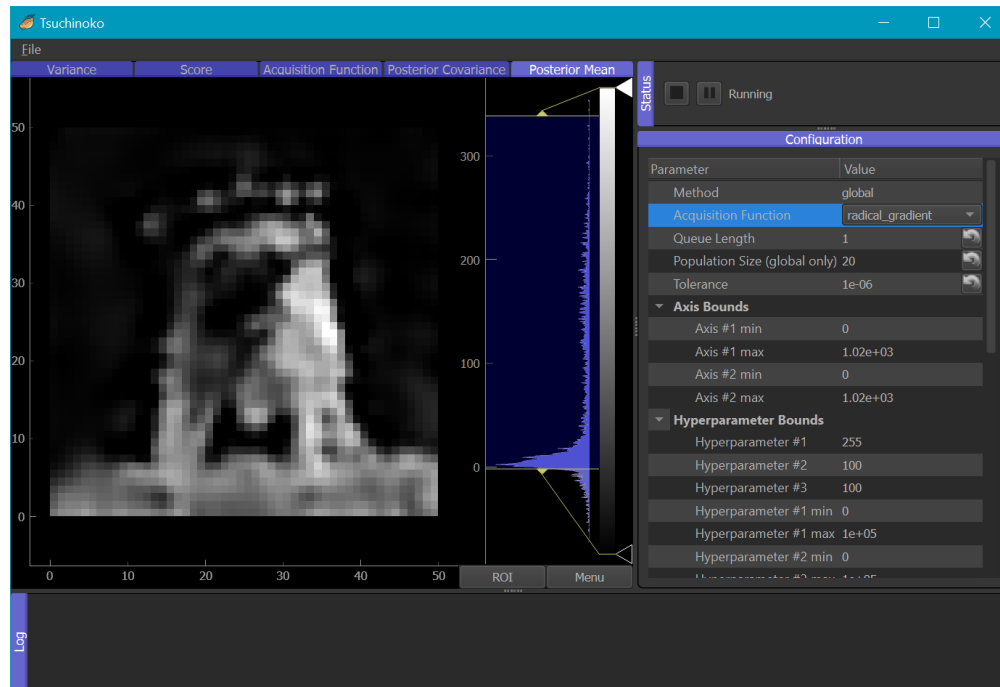 Tsuchinoko
File
Variance Score Acquisition Function Posterior Covariance Posterior Mean
50
40
30
20
10
0
0 10 20 30 40 50
300
200
100
0
ROI Menu
Status
Running
Configuration
Parameter Value
Method global
Acquisition Function radical_gradient
Queue Length 1
Population Size (global only) 20
Tolerance 1e-06
Axis Bounds
Axis #1 min 0
Axis #1 max 1.02e+03
Axis #2 min 0
Axis #2 max 1.02e+03
Hyperparameter Bounds
Hyperparameter #1 255
Hyperparameter #2 100
Hyperparameter #3 100
Hyperparameter #1 min 0
Hyperparameter #1 max 1e+05
Hyperparameter #2 min 0
Hyperparameter #2 max 1e+05
Log